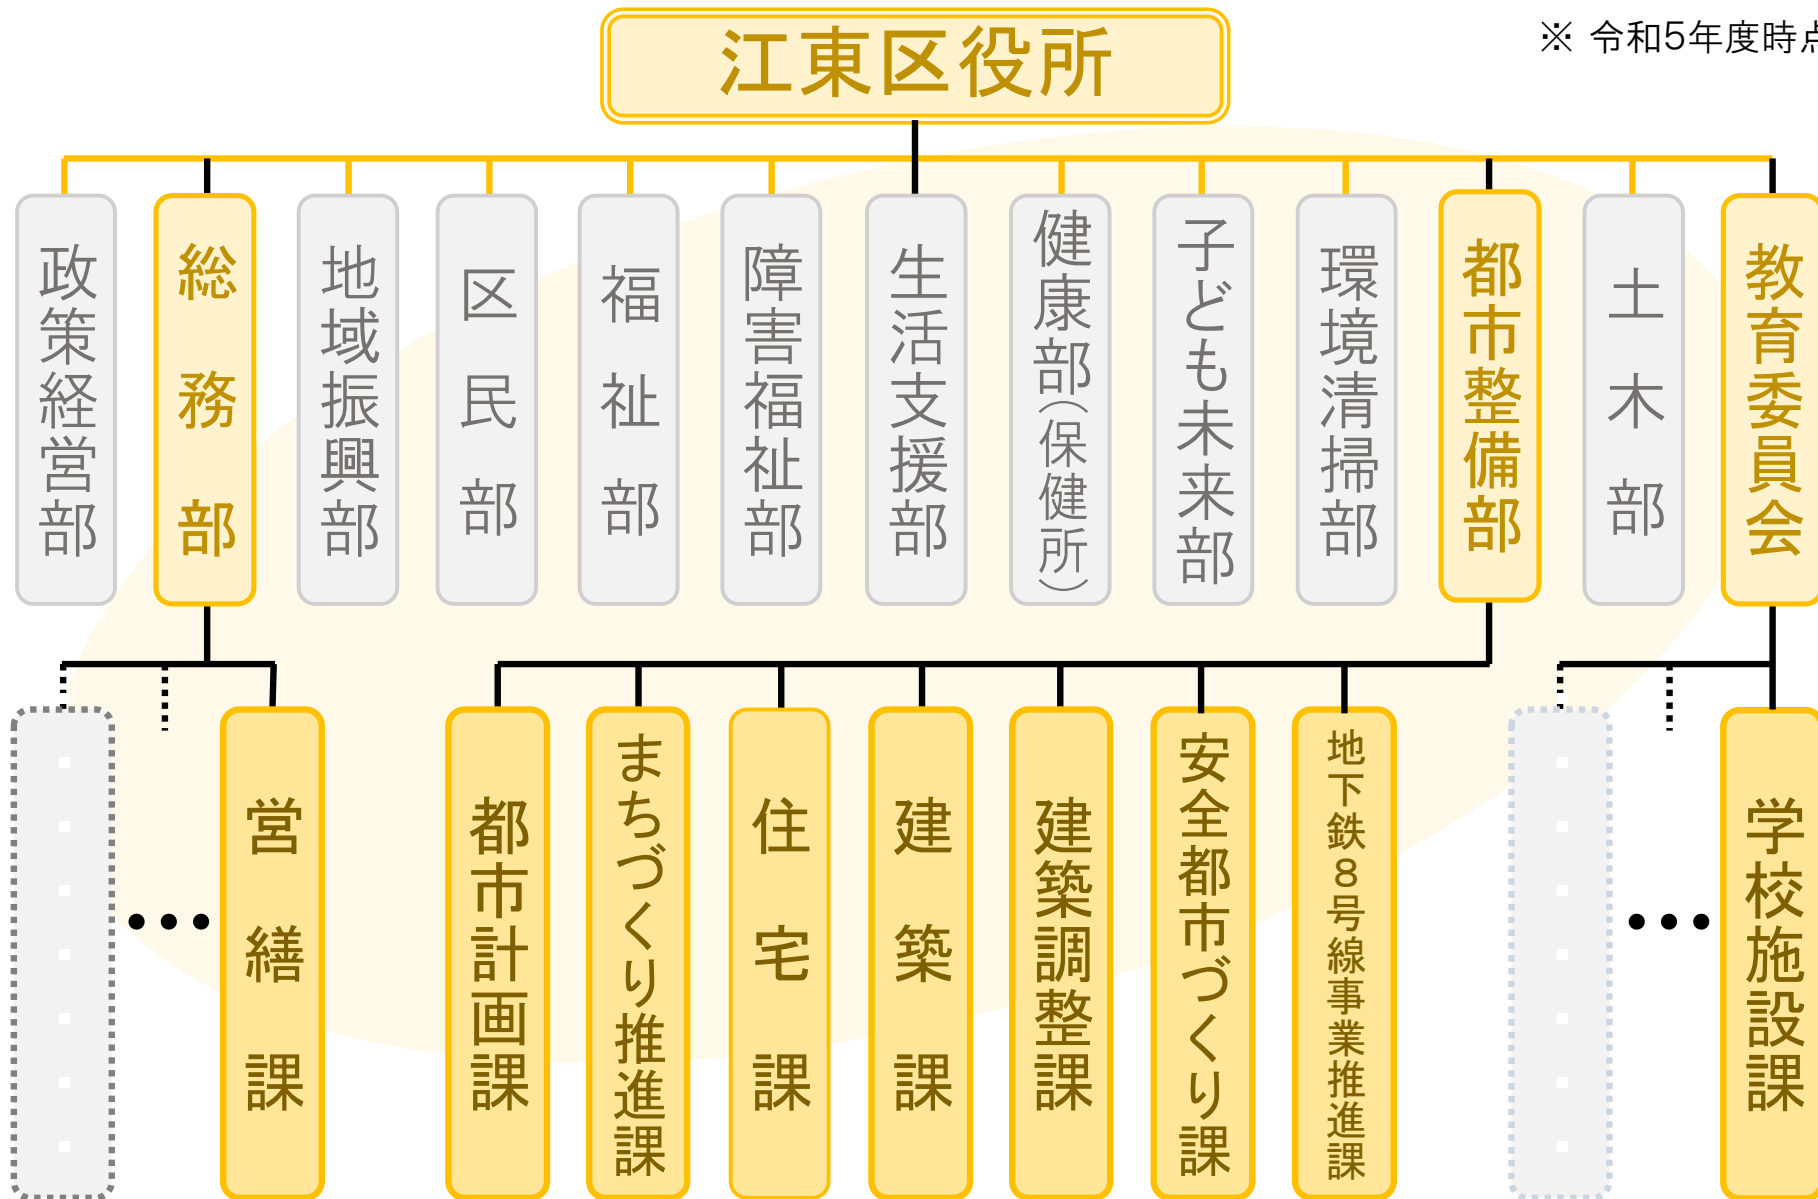 江東区役所
※ 令和5年度時点
政策経営部
総務部
地域振興部
区民部
福祉部
障害福祉部
生活支援部
健康部（保健所）
子ども未来部
環境清掃部
都市整備部
土木部
教育委員会
営繕課
都市計画課
まちづくり推進課
住宅課
建築課
建築調整課
安全都市づくり課
地下鉄８号線事業推進課
学校施設課